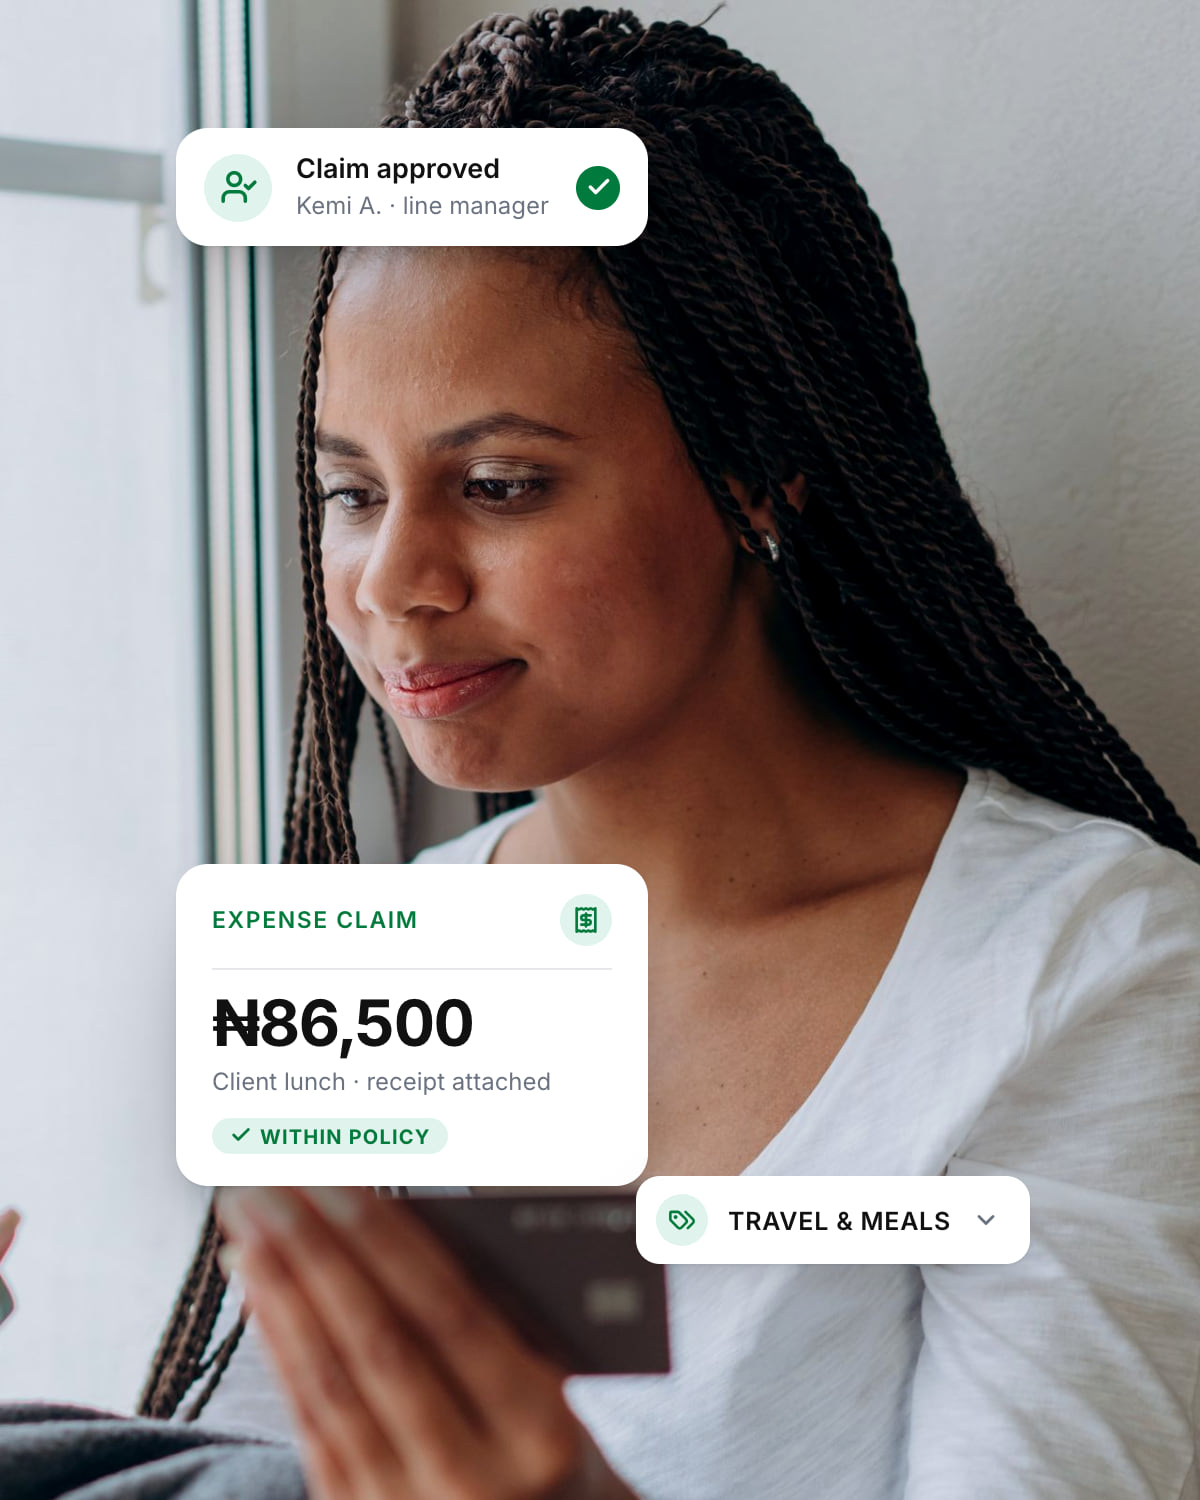 Claim approved
Kemi A. · line manager
EXPENSE CLAIM
₦86,500
Client lunch · receipt attached
WITHIN POLICY
TRAVEL & MEALS